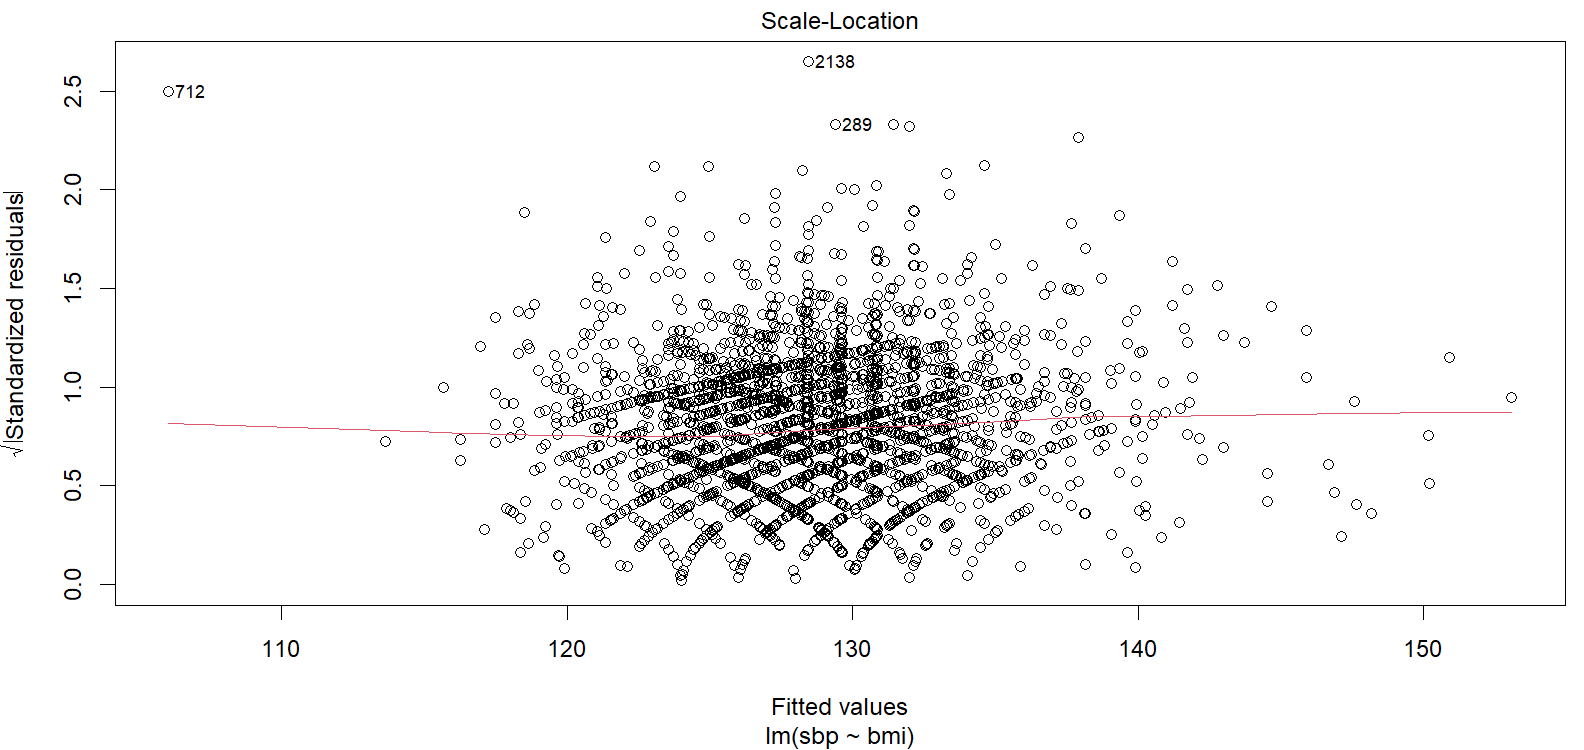 Scale-Location
2138
712
289
2.5
2.0
1.5
1.0
0.5
0.0
√|Standardized residuals|
110 120 130 140 150
Fitted values
lm(sbp ~ bmi)